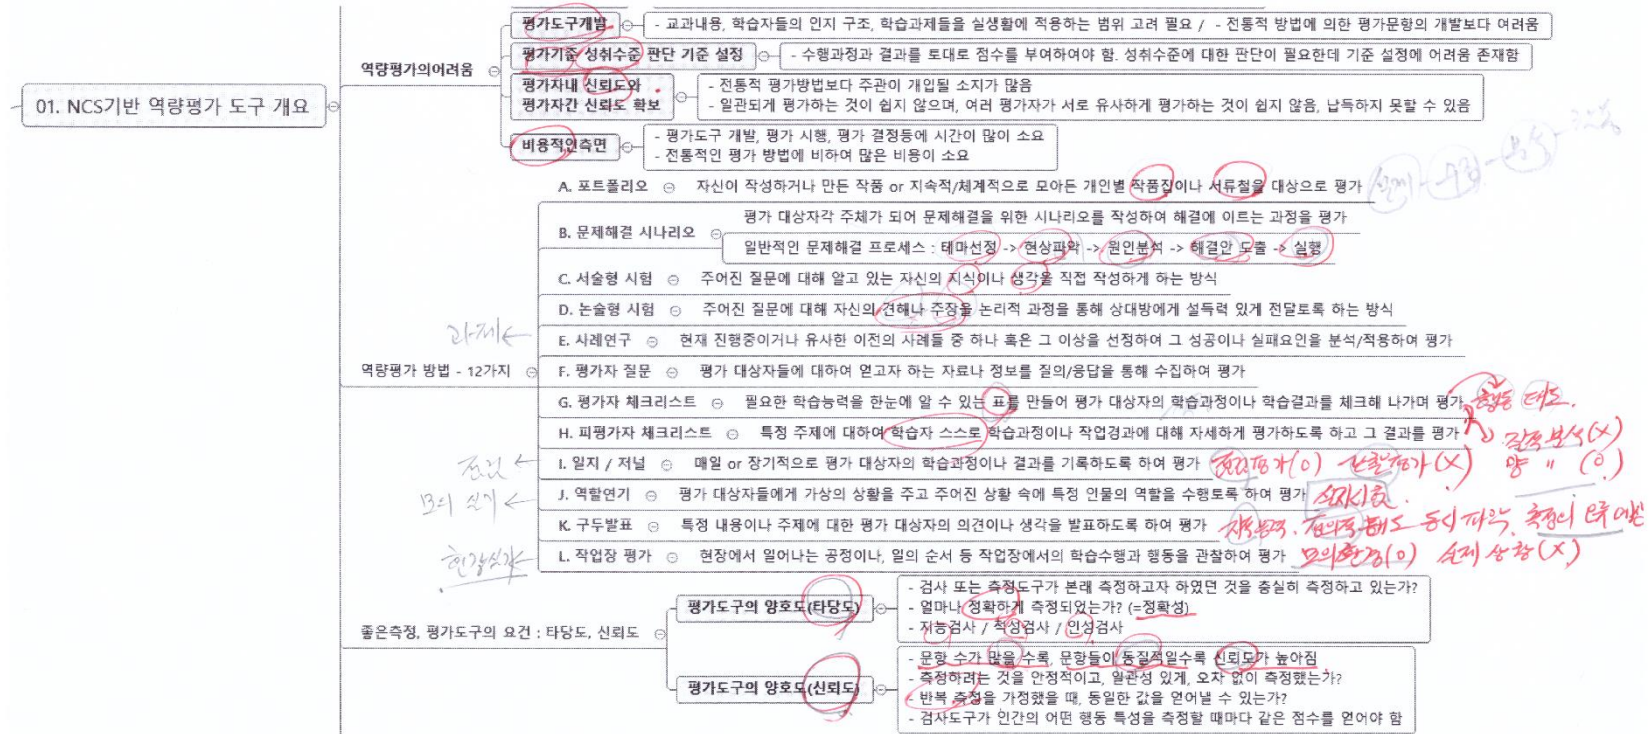 평가도구개발 - 교과내용, 학습자들의 인지 구조, 학습과제들을 실생활에 적용하는 범위 고려 필요 / - 전통적 방법에 의한 평가문항의 개발보다 여려움
역량평가의어려움
평가기준 성취수준 판단 기준 설정 - 수행과정과 결과를 토대로 점수를 부여하여야 함. 성취수준에 대한 판단이 필요한데 기준 설정에 어려움 존재함
01. NCS기반 역량평가 도구 개요
평가자내 신뢰도와
평가자간 신뢰도 확보
- 전통적 평가방법보다 주관이 개입될 소지가 많음
- 일관되게 평가하는 것이 쉽지 않으며, 여러 평가자가 서로 유사하게 평가하는 것이 쉽지 않음, 납득하지 못할 수 있음
비용적인측면
- 평가도구 개발, 평가 시행, 평가 결정등에 시간이 많이 소요
- 전통적인 평가 방법에 비하여 많은 비용이 소요
A. 포트폴리오 자신이 작성하거나 만든 작품 or 지속적/체계적으로 모아든 개인별 작품집이나 서류철을 대상으로 평가
B. 문제해결 시나리오
평가 대상자각 주체가 되어 문제해결을 위한 시나리오를 작성하여 해결에 이르는 과정을 평가
일반적인 문제해결 프로세스 : 테마선정 -> 현상파악 -> 원인분석 -> 해결안 도출 -> 실행
C. 서술형 시험 주어진 질문에 대해 알고 있는 자신의 지식이나 생각을 직접 작성하게 하는 방식
D. 논술형 시험 주어진 질문에 대해 자신의 견해나 주장을 논리적 과정을 통해 상대방에게 설득력 있게 전달토록 하는 방식
과제
E. 사례연구 현재 진행중이거나 유사한 이전의 사례들 중 하나 혹은 그 이상을 선정하여 그 성공이나 실패요인을 분석/적용하여 평가
역량평가 방법 - 12가지
F. 평가자 질문 평가 대상자들에 대하여 얻고자 하는 자료나 정보를 질의/응답을 통해 수집하여 평가
G. 평가자 체크리스트 필요한 학습능력을 한눈에 알 수 있는 표를 만들어 평가 대상자의 학습과정이나 학습결과를 체크해 나가며 평가 행동 태도.
H. 피평가자 체크리스트 특정 주제에 대하여 학습자 스스로 학습과정이나 작업경과에 대해 자세하게 평가하도록 하고 그 결과를 평가 질적분석(X)
I. 일지 / 저널 매일 or 장기적으로 평가 대상자의 학습과정이나 결과를 기록하도록 하여 평가 (O) (X) 양 〃 (O)
J. 역할연기 평가 대상자들에게 가상의 상황을 주고 주어진 상황 속에 특정 인물의 역할을 수행토록 하여 평가
K. 구두발표 특정 내용이나 주제에 대한 평가 대상자의 의견이나 생각을 발표하도록 하여 평가 동시 파악, 측정의 오류
L. 작업장 평가 현장에서 일어나는 공정이나, 일의 순서 등 작업장에서의 학습수행과 행동을 관찰하여 평가 모의환경(O) 실제상황(X)
좋은측정, 평가도구의 요건 : 타당도, 신뢰도
평가도구의 양호도(타당도)
- 검사 또는 측정도구가 본래 측정하고자 하였던 것을 충실히 측정하고 있는가?
- 얼마나 정확하게 측정되었는가? (=정확성)
- 지능검사 / 적성검사 / 인성검사
평가도구의 양호도(신뢰도)
- 문항 수가 많을 수록, 문항들이 동질적일수록 신뢰도가 높아짐
- 측정하려는 것을 안정적이고, 일관성 있게, 오차 없이 측정했는가?
- 반복 측정을 가정했을 때, 동일한 값을 얻어낼 수 있는가?
- 검사도구가 인간의 어떤 행동 특성을 측정할 때마다 같은 점수를 얻어야 함